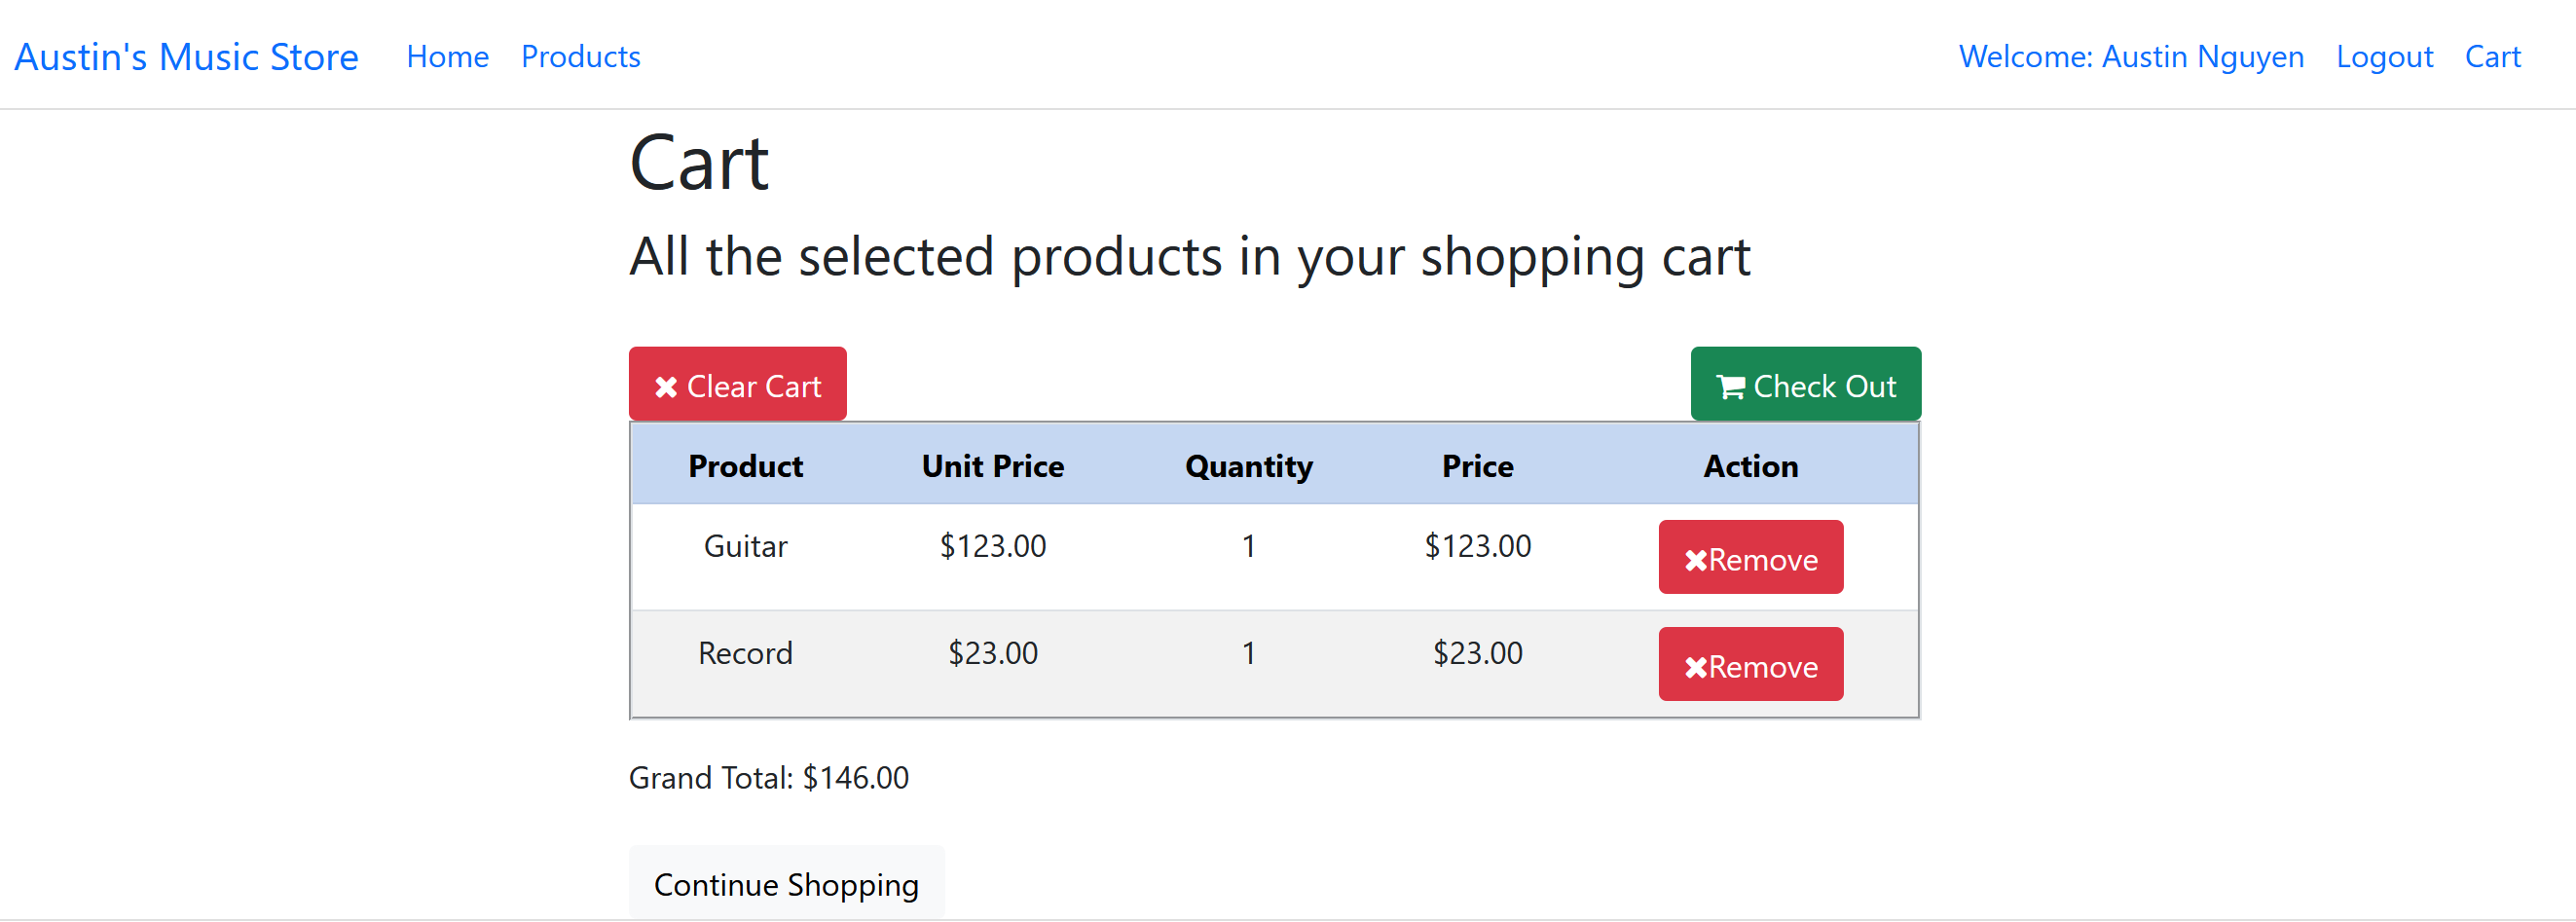 Austin's Music Store Home Products Welcome: Austin Nguyen Logout Cart
Cart
All the selected products in your shopping cart
Clear Cart Check Out
Product Unit Price Quantity Price Action
Guitar $123.00 1 $123.00 Remove
Record $23.00 1 $23.00 Remove
Grand Total: $146.00
Continue Shopping